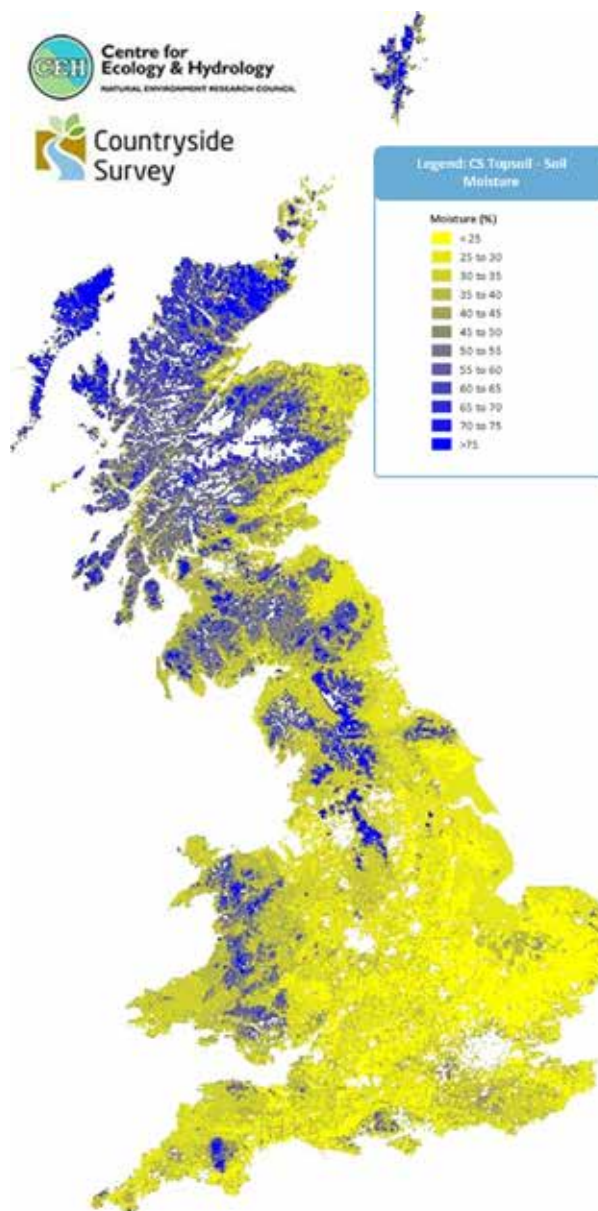 Centre for
Ecology & Hydrology
NATURAL ENVIRONMENT RESEARCH COUNCIL
CEH
Countryside
Survey
Legend: CS Topsoil - Soil
Moisture
Moisture (%)
< 25
25 to 30
30 to 35
35 to 40
40 to 45
45 to 50
50 to 55
55 to 60
60 to 65
65 to 70
70 to 75
>75